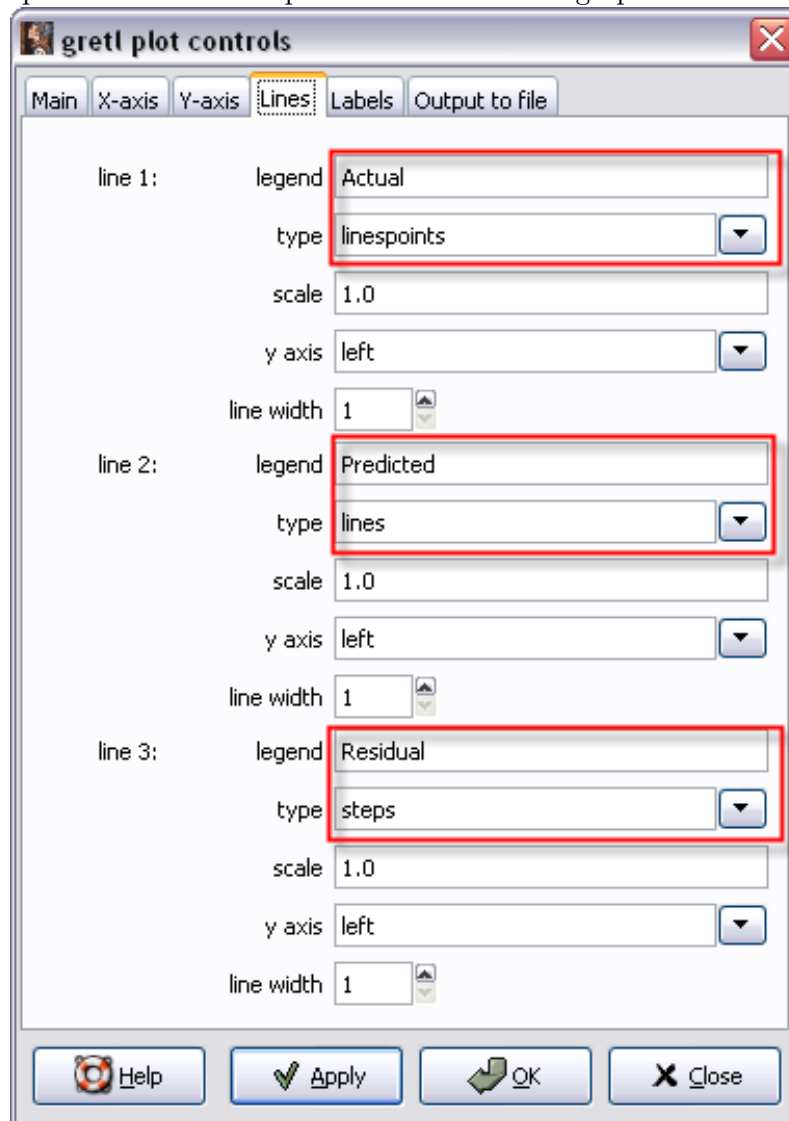 gretl plot controls
Main X-axis Y-axis Lines Labels Output to file
line 1: legend Actual
type linespoints
scale 1.0
y axis left
line width 1
line 2: legend Predicted
type lines
scale 1.0
y axis left
line width 1
line 3: legend Residual
type steps
scale 1.0
y axis left
line width 1
Help Apply OK Close